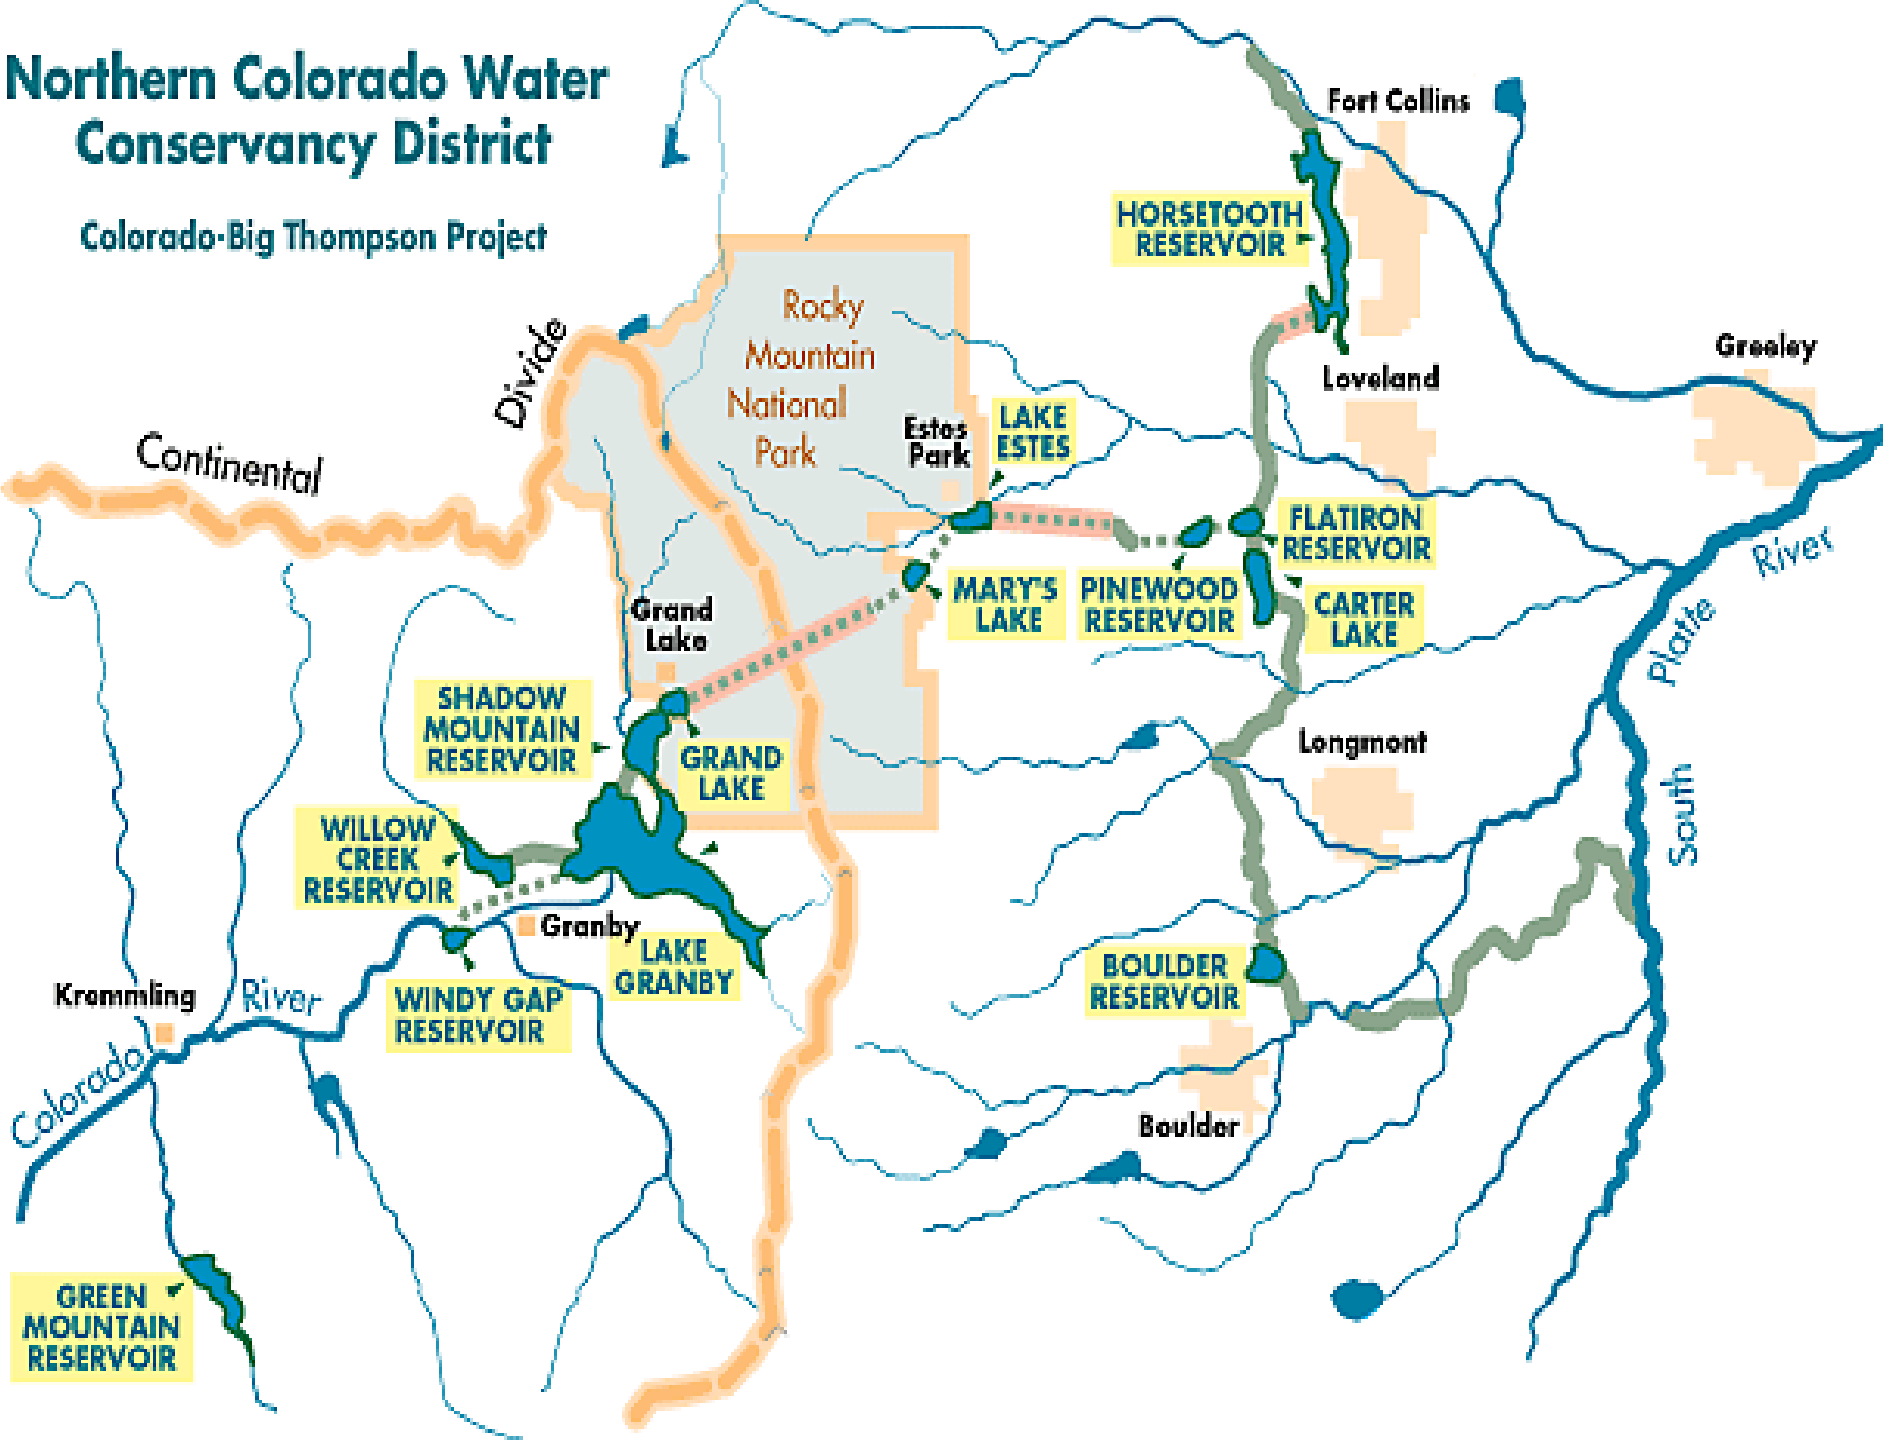 Northern Colorado Water
Conservancy District
Colorado-Big Thompson Project
Fort Collins
HORSETOOTH
RESERVOIR
Rocky
Mountain
National
Park
Divide
Continental
Greeley
Loveland
Estes
Park
LAKE
ESTES
FLATIRON
RESERVOIR
River
Platte
South
MARY'S
LAKE
PINEWOOD
RESERVOIR
CARTER
LAKE
Grand
Lake
SHADOW
MOUNTAIN
RESERVOIR
GRAND
LAKE
Longmont
WILLOW
CREEK
RESERVOIR
Granby
LAKE
GRANBY
BOULDER
RESERVOIR
Kremmling
River
WINDY GAP
RESERVOIR
Colorado
Boulder
GREEN
MOUNTAIN
RESERVOIR